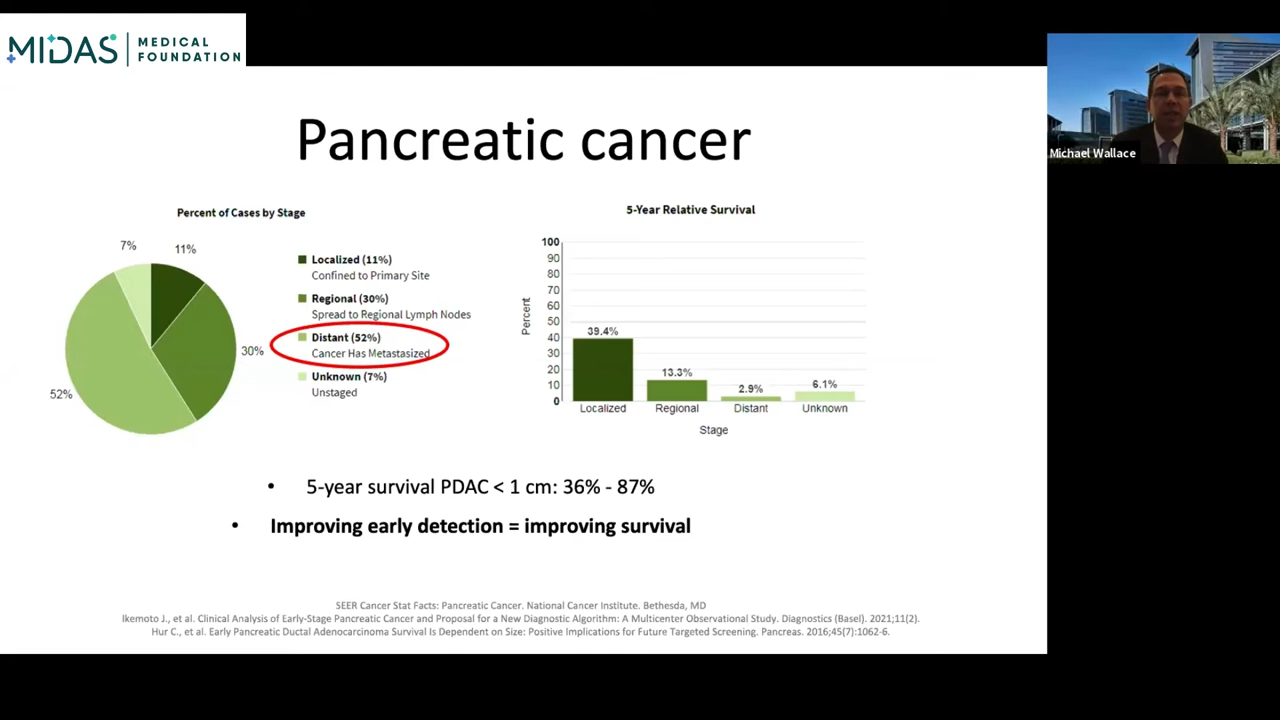 MIDAS
MEDICAL
FOUNDATION
Michael Wallace
Pancreatic cancer
Percent of Cases by Stage
7%
11%
30%
52%
Localized (11%)
Confined to Primary Site
Regional (30%)
Spread to Regional Lymph Nodes
Distant (52%)
Cancer Has Metastasized
Unknown (7%)
Unstaged
5-Year Relative Survival
Percent
100
90
80
70
60
50
40
30
20
10
0
39.4%
13.3%
2.9%
6.1%
Localized
Regional
Distant
Unknown
Stage
• 5-year survival PDAC < 1 cm: 36% - 87%
• Improving early detection = improving survival
SEER Cancer Stat Facts: Pancreatic Cancer. National Cancer Institute. Bethesda, MD
Ikemoto J., et al. Clinical Analysis of Early-Stage Pancreatic Cancer and Proposal for a New Diagnostic Algorithm: A Multicenter Observational Study. Diagnostics (Basel). 2021;11(2).
Hur C., et al. Early Pancreatic Ductal Adenocarcinoma Survival Is Dependent on Size: Positive Implications for Future Targeted Screening. Pancreas. 2016;45(7):1062-6.